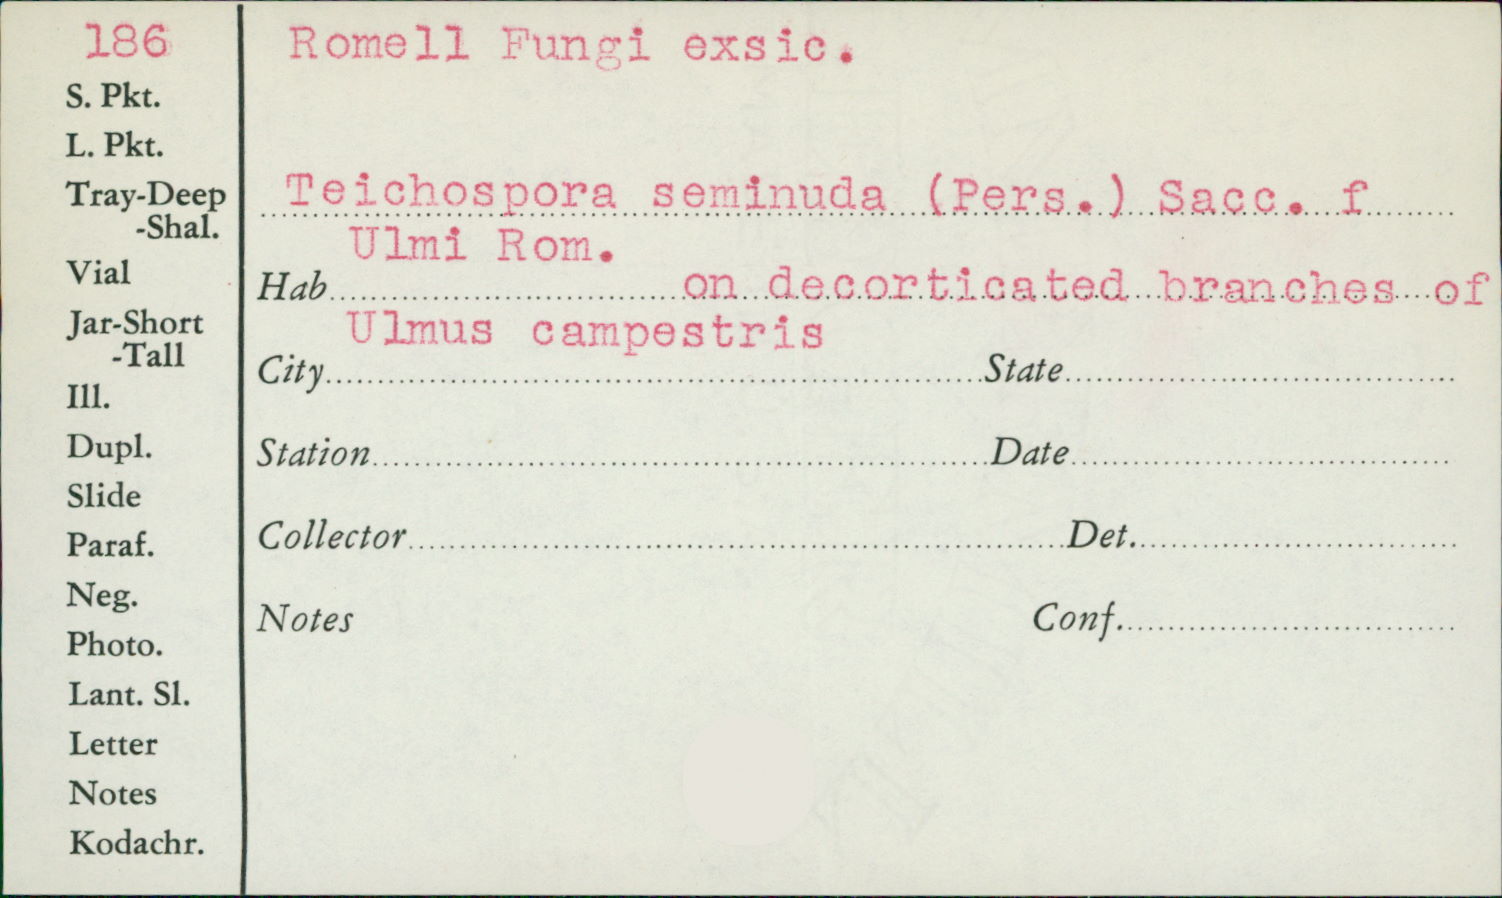 186
S. Pkt.
L. Pkt.
Tray-Deep
-Shal.
Vial
Jar-Short
-Tall
Ill.
Dupl.
Slide
Paraf.
Neg.
Photo.
Lant. Sl.
Letter
Notes
Kodachr.
Romell Fungi exsic.
Teichospora seminuda (Pers.) Sacc. f
Ulmi Rom.
Hab on decorticated branches of
Ulmus campestris
City State
Station Date
Collector Det.
Notes Conf.